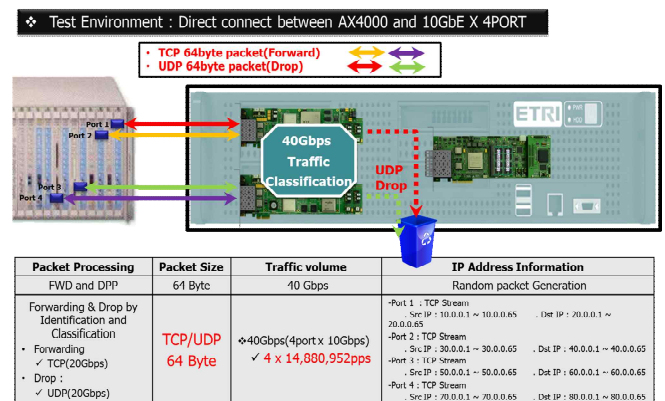 ❖ Test Environment : Direct connect between AX4000 and 10GbE X 4PORT
· TCP 64byte packet(Forward)
· UDP 64byte packet(Drop)
Port 1
Port 2
Port 3
Port 4
40Gbps
Traffic
Classification
UDP
Drop
ETRI
Packet Processing Packet Size Traffic volume IP Address Information
FWD and DPP 64 Byte 40 Gbps Random packet Generation
Forwarding & Drop by
Identification and
Classification
• Forwarding
✓ TCP(20Gbps)
• Drop :
✓ UDP(20Gbps)
TCP/UDP
64 Byte
❖40Gbps(4port x 10Gbps)
✓ 4 x 14,880,952pps
-Port 1 : TCP Stream
. Src IP : 10.0.0.1 ~ 10.0.0.65 . Dst IP : 20.0.0.1 ~
20.0.0.65
-Port 2 : TCP Stream
. Src IP : 30.0.0.1 ~ 30.0.0.65 . Dst IP : 40.0.0.1 ~ 40.0.0.65
-Port 3 : TCP Stream
. Src IP : 50.0.0.1 ~ 50.0.0.65 . Dst IP : 60.0.0.1 ~ 60.0.0.65
-Port 4 : TCP Stream
. Src IP : 70.0.0.1 ~ 70.0.0.65 . Dst IP : 80.0.0.1 ~ 80.0.0.65